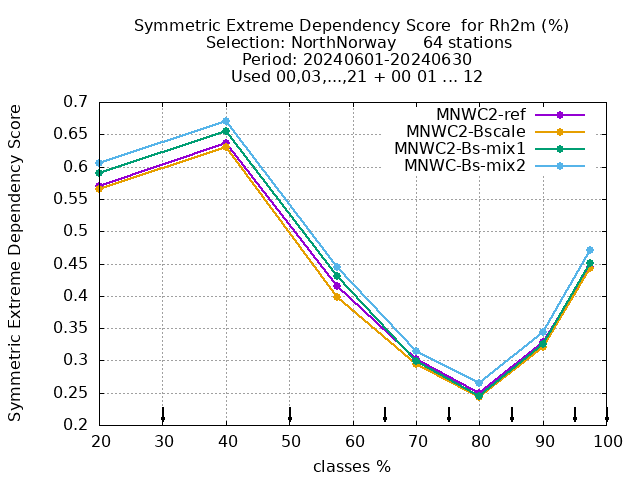 Symmetric Extreme Dependency Score  for Rh2m (%)
Selection: NorthNorway     64 stations
Period: 20240601-20240630
Used 00,03,...,21 + 00 01 ... 12
Symmetric Extreme Dependency Score
0.7
0.65
0.6
0.55
0.5
0.45
0.4
0.35
0.3
0.25
0.2
MNWC2-ref
MNWC2-Bscale
MNWC2-Bs-mix1
MNWC-Bs-mix2
20 30 40 50 60 70 80 90 100
classes %